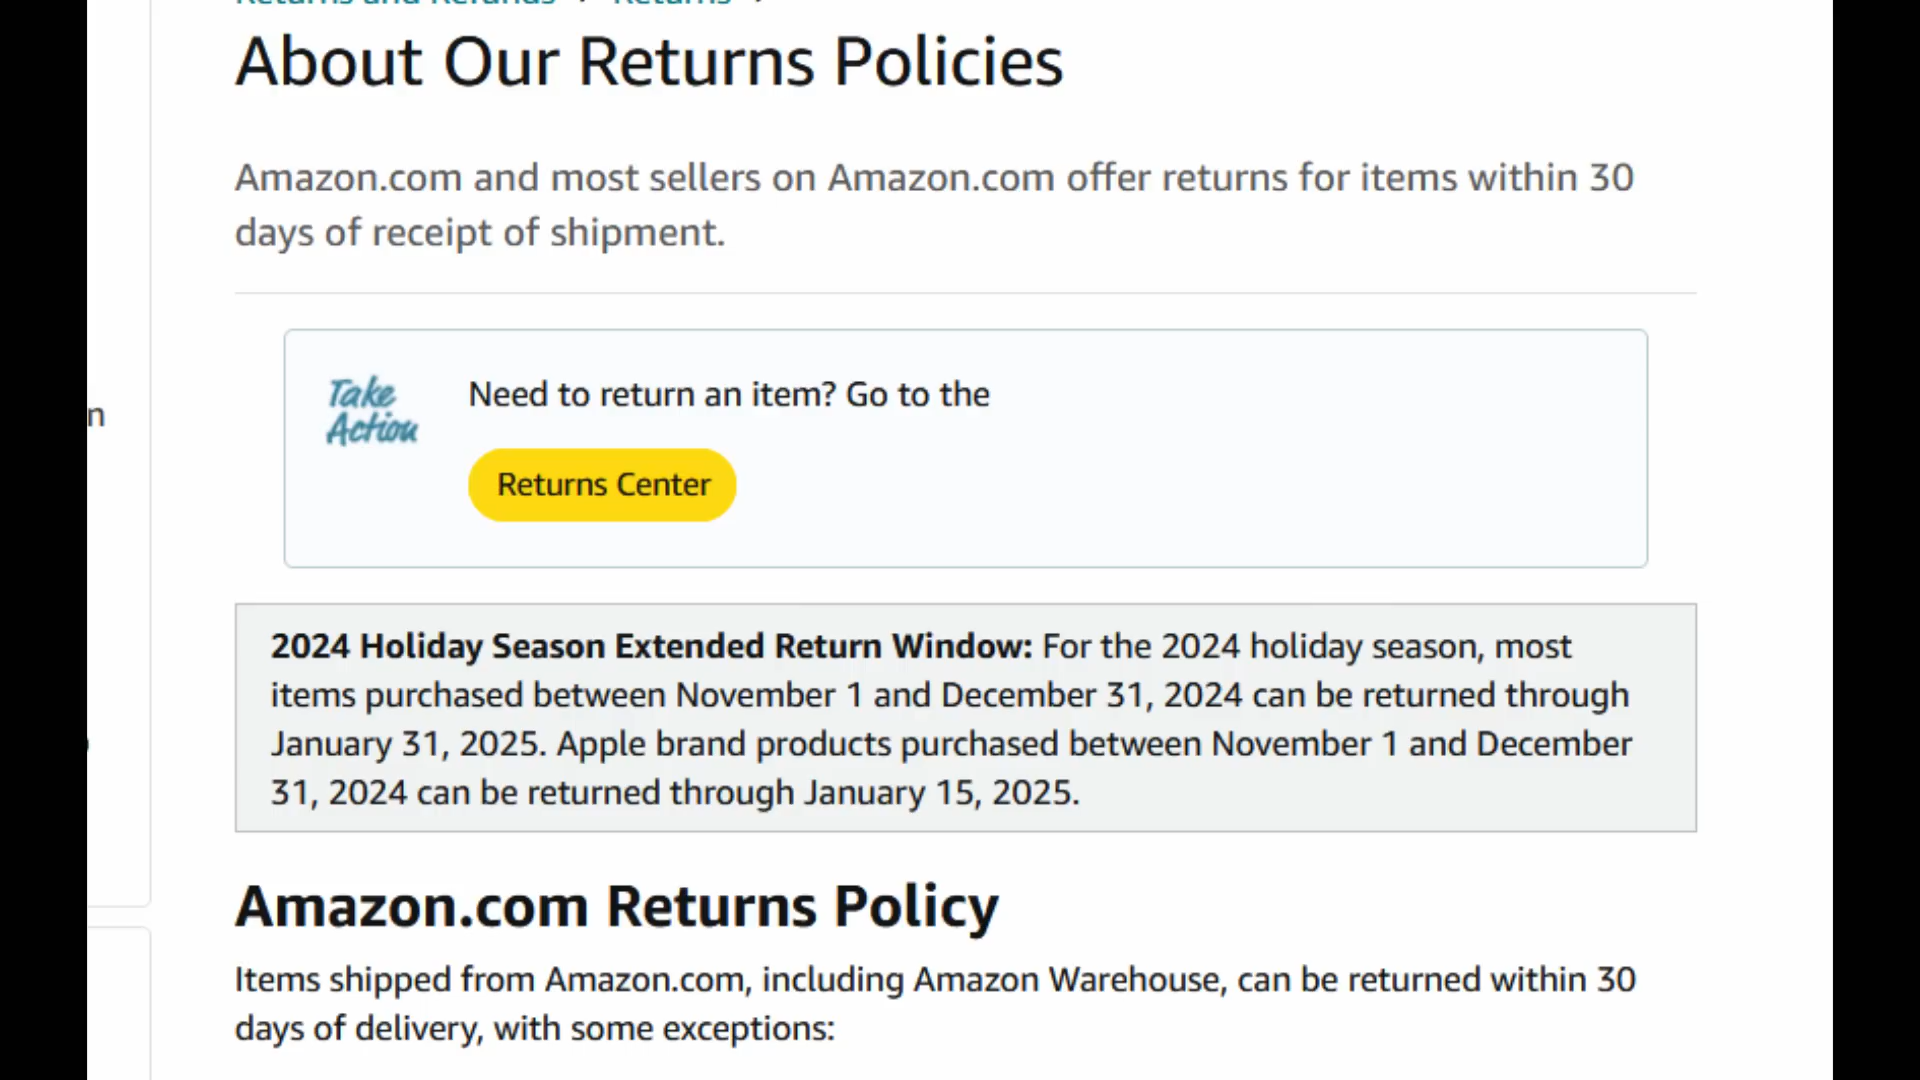 Returns and Refunds › Returns ›
About Our Returns Policies
Amazon.com and most sellers on Amazon.com offer returns for items within 30
days of receipt of shipment.
Take
Action
Need to return an item? Go to the
Returns Center
n
2024 Holiday Season Extended Return Window: For the 2024 holiday season, most
items purchased between November 1 and December 31, 2024 can be returned through
January 31, 2025. Apple brand products purchased between November 1 and December
31, 2024 can be returned through January 15, 2025.
Amazon.com Returns Policy
Items shipped from Amazon.com, including Amazon Warehouse, can be returned within 30
days of delivery, with some exceptions: